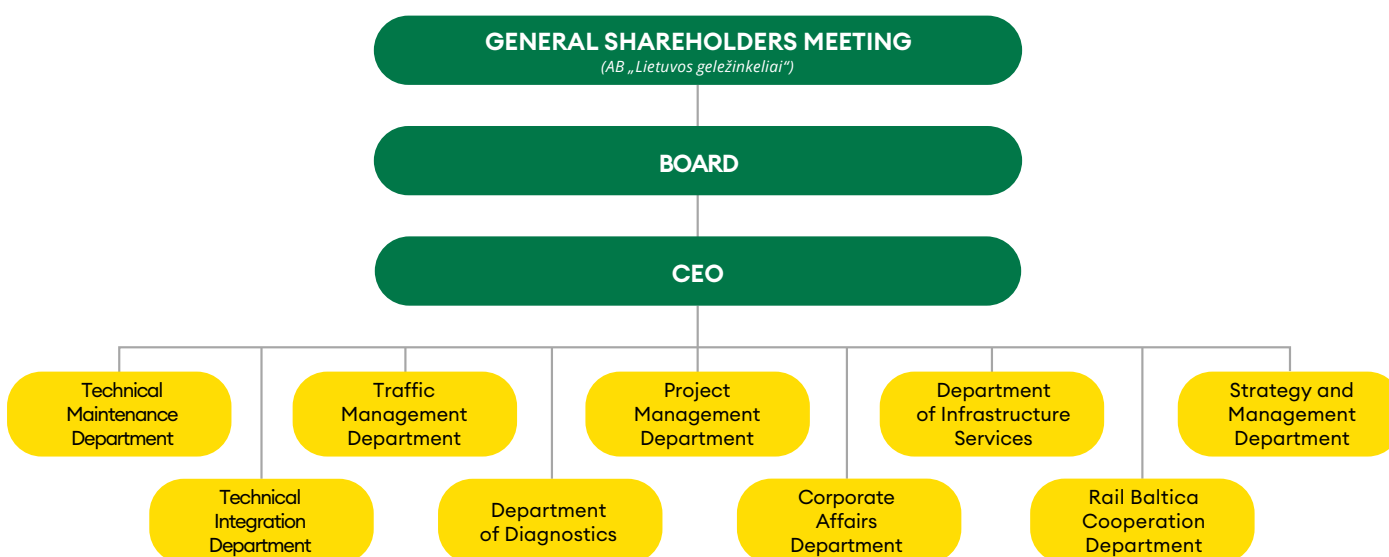 GENERAL SHAREHOLDERS MEETING
(AB „Lietuvos geležinkeliai“)
BOARD
CEO
Technical
Maintenance
Department
Traffic
Management
Department
Project
Management
Department
Department
of Infrastructure
Services
Strategy and
Management
Department
Technical
Integration
Department
Department
of Diagnostics
Corporate
Affairs
Department
Rail Baltica
Cooperation
Department